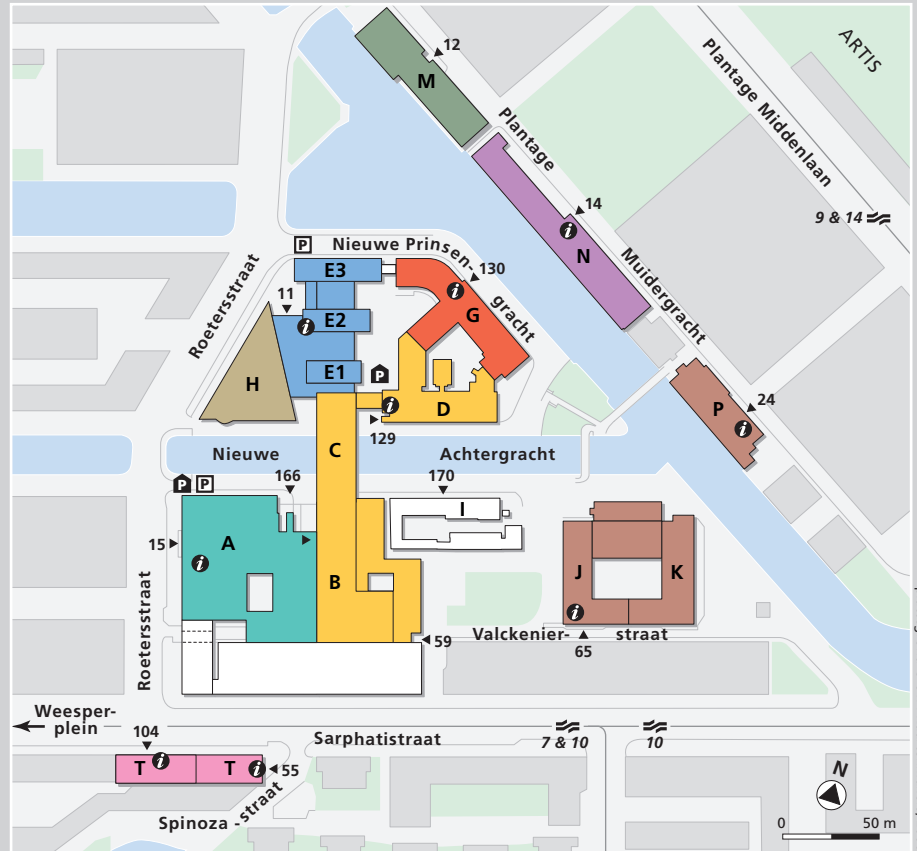 12
M
ARTIS
Plantage Middenlaan
Plantage
9 & 14
14
i
N
Muidergracht
P
Nieuwe Prinsen-
gracht
E3
130
i
G
Roetersstraat
11
E2
i
E1
P
H
24
P
i
i
D
129
C
Nieuwe
Achtergracht
166
170
P
P
I
15
A
i
B
J
K
i
Roetersstraat
59
Valckenier-
straat
65
Weesper-
plein
104
Sarphatistraat
7 & 10
10
T
i
T
i
55
Spinoza -straat
N
0
50 m